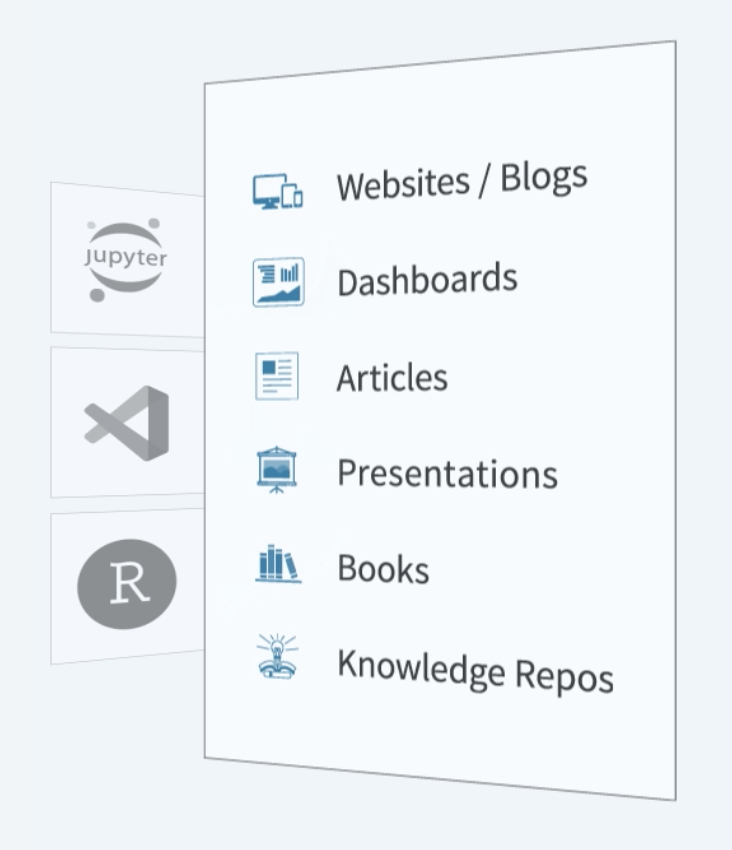 Jupyter
R
Websites / Blogs
Dashboards
Articles
Presentations
Books
Knowledge Repos